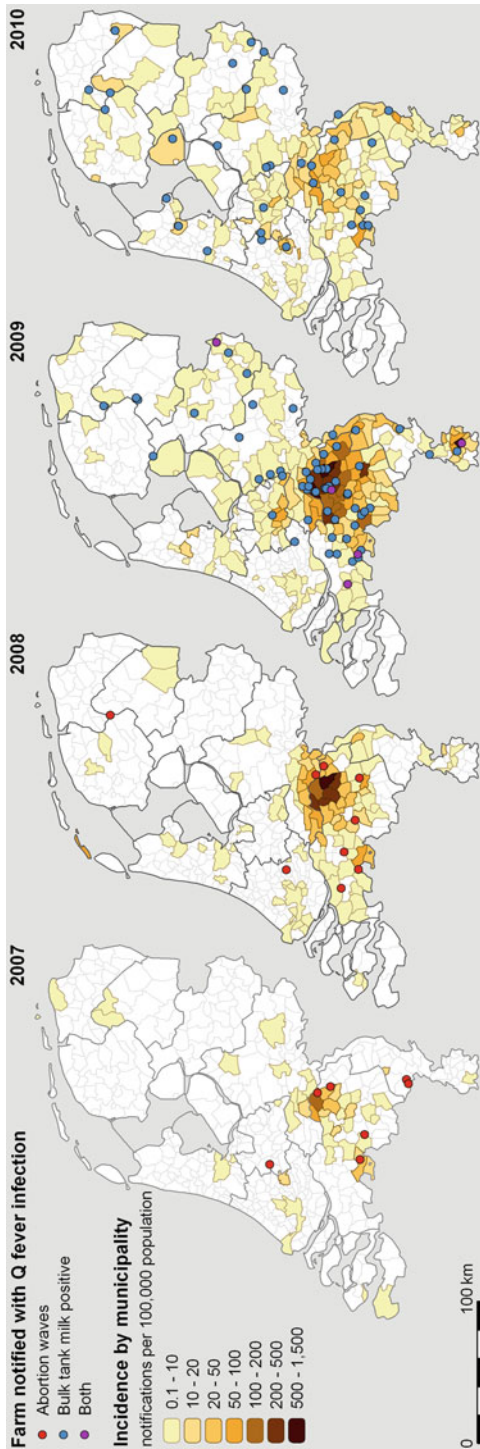 Farm notified with Q fever infection
Abortion waves
Bulk tank milk positive
Both
Incidence by municipality
notifications per 100,000 population
0.1 - 10
10 - 20
20 - 50
50 - 100
100 - 200
200 - 500
500 - 1,500
0 100 km
2007
2008
2009
2010